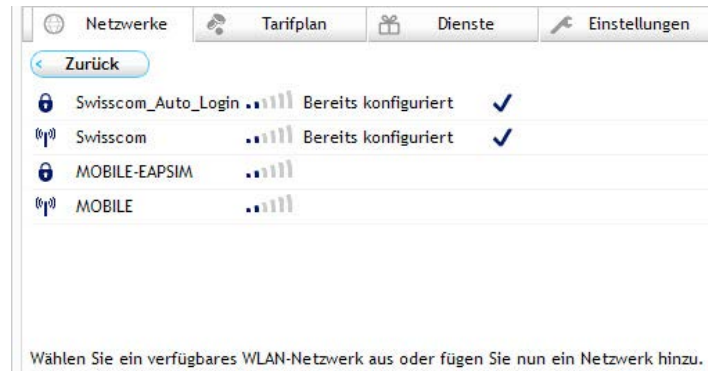 Netzwerke Tarifplan Dienste Einstellungen
Zurück
Swisscom_Auto_Login Bereits konfiguriert
Swisscom Bereits konfiguriert
MOBILE-EAPSIM
MOBILE
Wählen Sie ein verfügbares WLAN-Netzwerk aus oder fügen Sie nun ein Netzwerk hinzu.